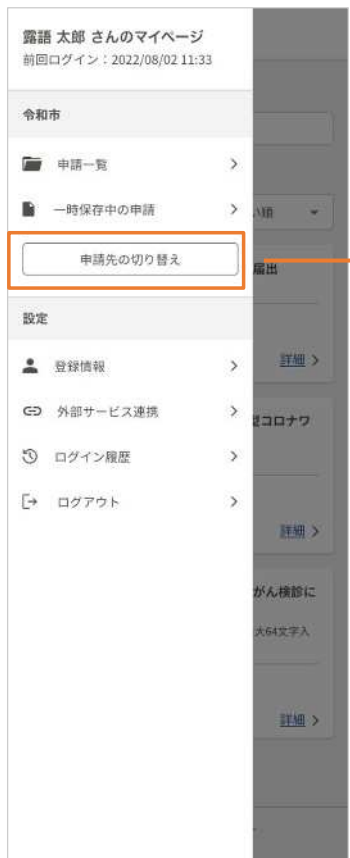 露語 太郎 さんのマイページ
前回ログイン：2022/08/02 11:33
令和市
申請一覧
一時保存中の申請
い順
申請先の切り替え
届出
設定
登録情報
詳細
外部サービス連携
型コロナワ
ログイン履歴
ログアウト
詳細
がん検診に
大64文字入
詳細